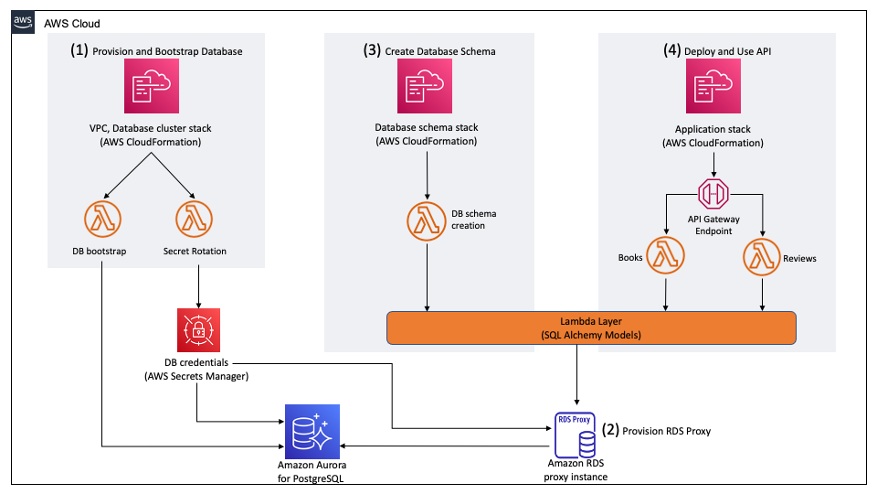 aws
AWS Cloud
(1) Provision and Bootstrap Database
VPC, Database cluster stack
(AWS CloudFormation)
DB bootstrap
Secret Rotation
DB credentials
(AWS Secrets Manager)
(3) Create Database Schema
Database schema stack
(AWS CloudFormation)
DB schema
creation
(4) Deploy and Use API
Application stack
(AWS CloudFormation)
API Gateway
Endpoint
Books
Reviews
Lambda Layer
(SQL Alchemy Models)
Amazon Aurora
for PostgreSQL
RDS Proxy
(2) Provision RDS Proxy
Amazon RDS
proxy instance